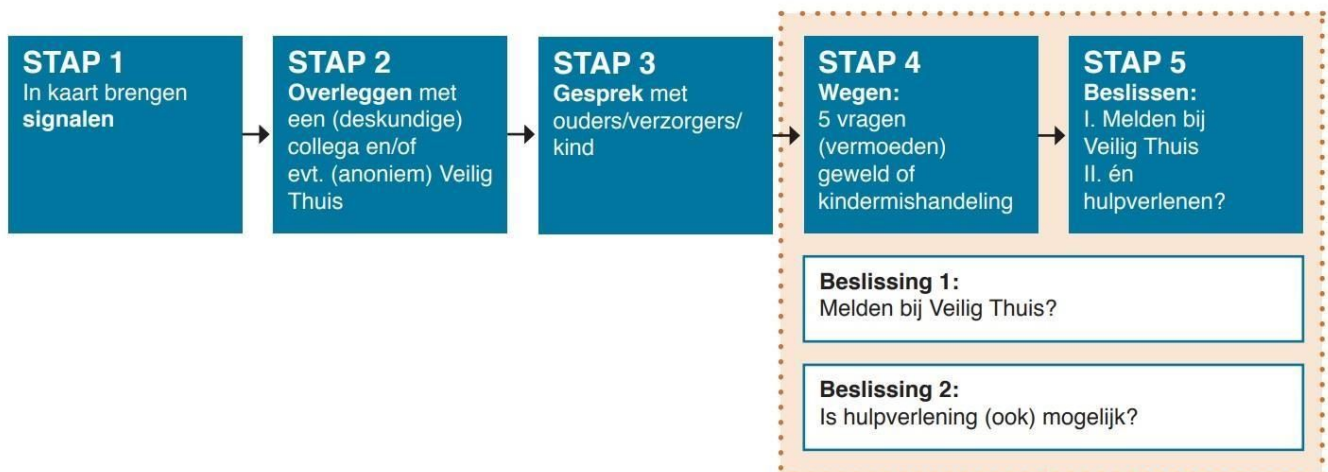 STAP 1
In kaart brengen
signalen
STAP 2
Overleggen met
een (deskundige)
collega en/of
evt. (anoniem) Veilig
Thuis
STAP 3
Gesprek met
ouders/verzorgers/
kind
STAP 4
Wegen:
5 vragen
(vermoeden)
geweld of
kindermishandeling
STAP 5
Beslissen:
I. Melden bij
Veilig Thuis
II. én
hulpverlenen?
Beslissing 1:
Melden bij Veilig Thuis?
Beslissing 2:
Is hulpverlening (ook) mogelijk?